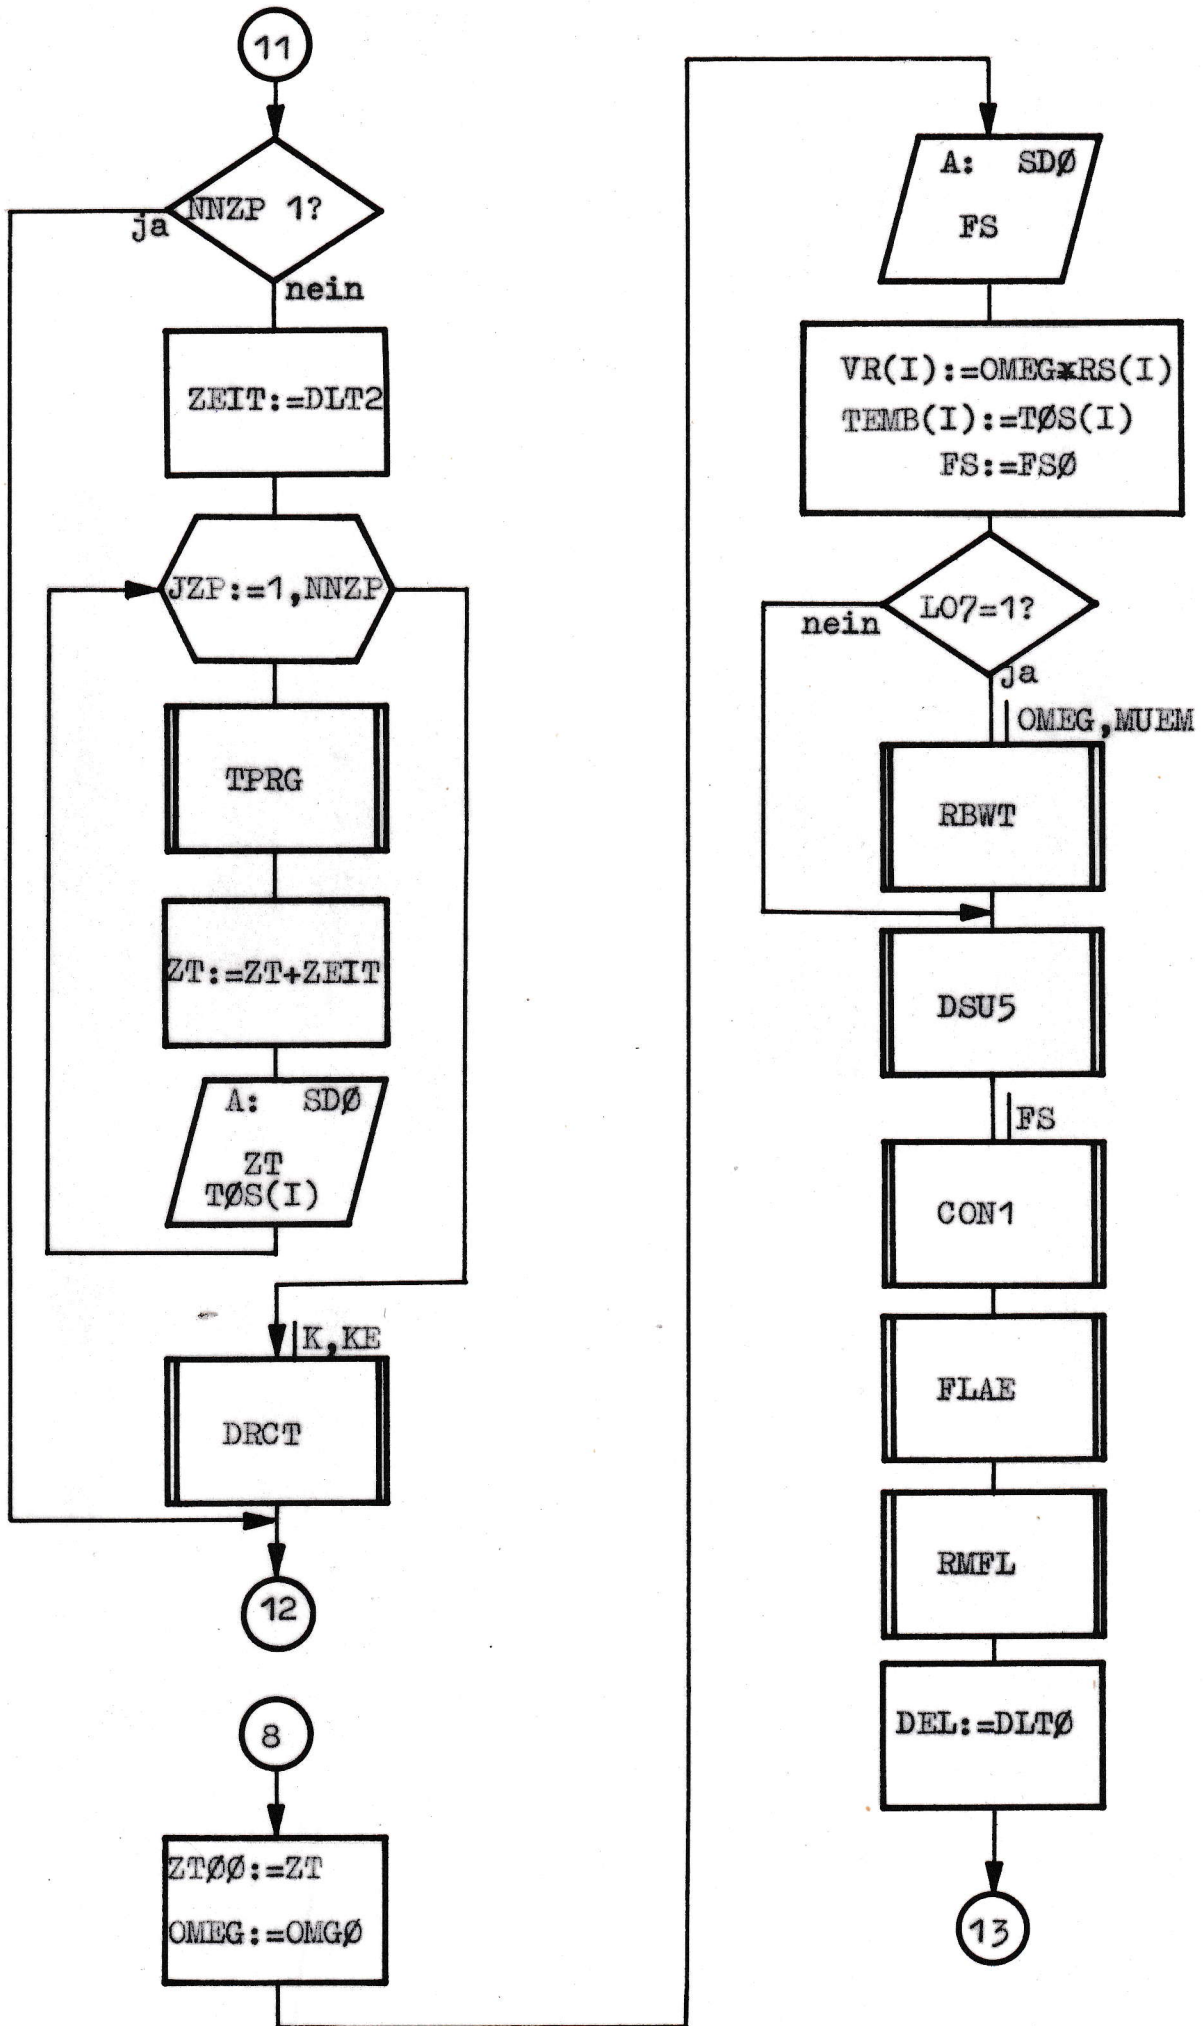 11
NNZP 1?
ja
nein
ZEIT:=DLT2
JZP:=1,NNZP
TPRG
ZT:=ZT+ZEIT
A: SDØ
ZT
TØS(I)
K,KE
DRCT
12
8
ZTØØ:=ZT
OMEG:=OMGØ
A: SDØ
FS
VR(I):=OMEG*RS(I)
TEMB(I):=TØS(I)
FS:=FSØ
LO7=1?
nein
ja
OMEG,MUEM
RBWT
DSU5
FS
CON1
FLAE
RMFL
DEL:=DLTØ
13